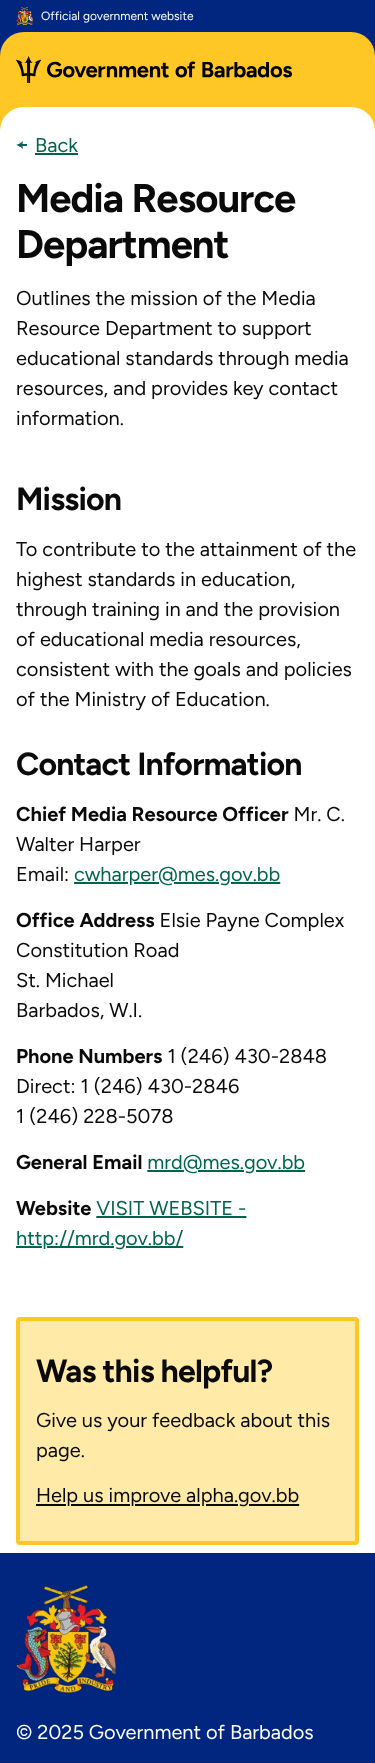 Official government website
Government of Barbados
Back
Media Resource
Department
Outlines the mission of the Media
Resource Department to support
educational standards through media
resources, and provides key contact
information.
Mission
To contribute to the attainment of the
highest standards in education,
through training in and the provision
of educational media resources,
consistent with the goals and policies
of the Ministry of Education.
Contact Information
Chief Media Resource Officer Mr. C.
Walter Harper
Email: cwharper@mes.gov.bb
Office Address Elsie Payne Complex
Constitution Road
St. Michael
Barbados, W.I.
Phone Numbers 1 (246) 430-2848
Direct: 1 (246) 430-2846
1 (246) 228-5078
General Email mrd@mes.gov.bb
Website VISIT WEBSITE -
http://mrd.gov.bb/
Was this helpful?
Give us your feedback about this
page.
Help us improve alpha.gov.bb
PRIDE AND INDUSTRY
© 2025 Government of Barbados